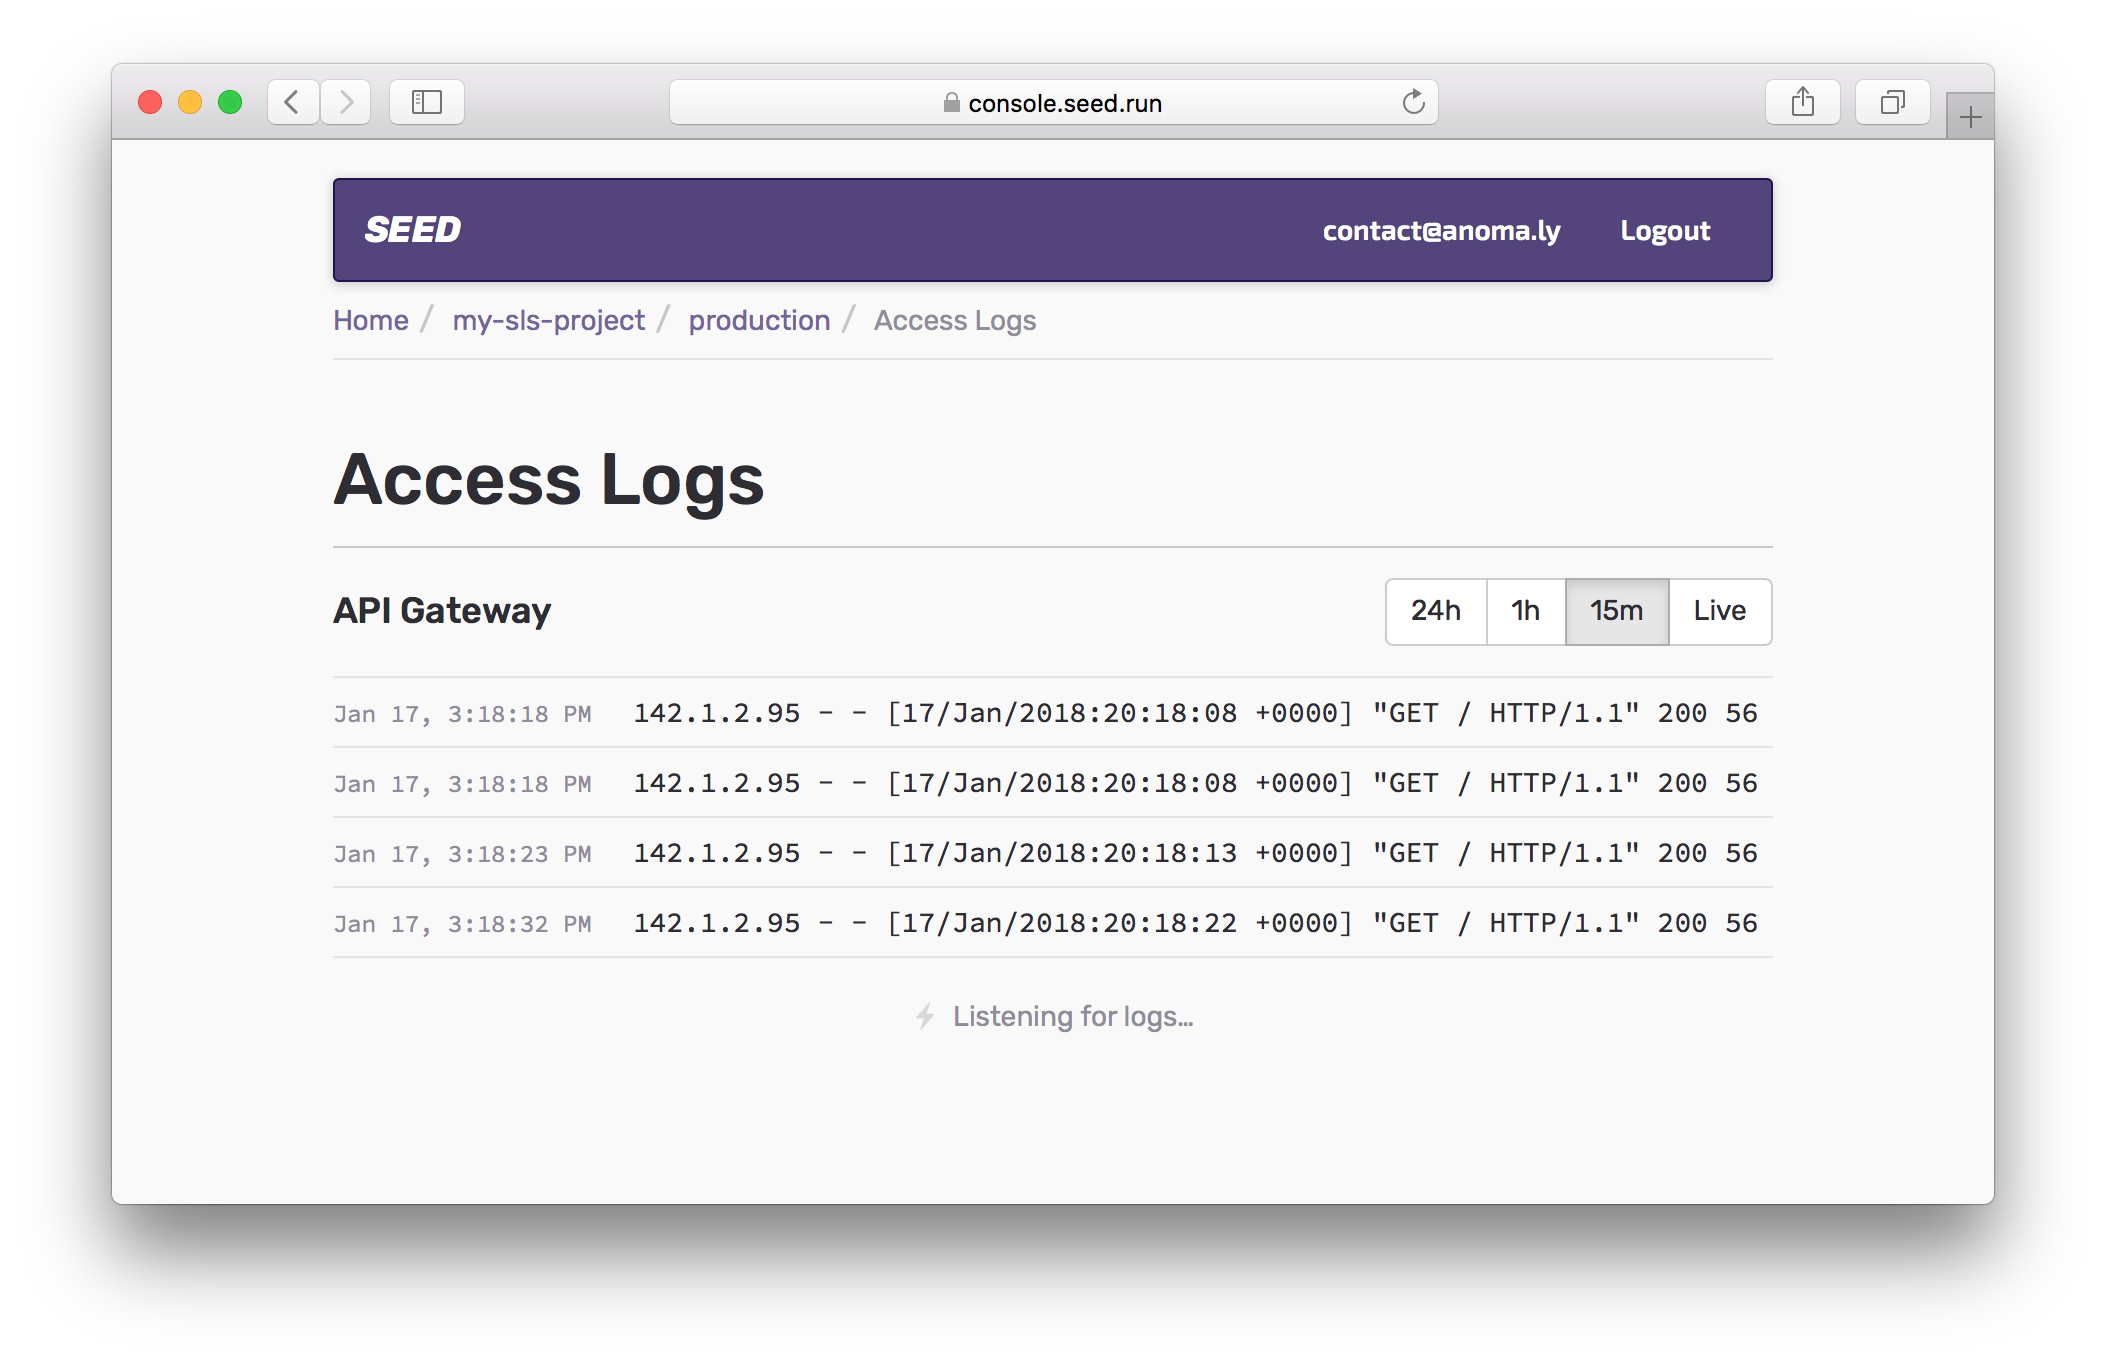 console.seed.run
SEED contact@anoma.ly Logout
Home / my-sls-project / production / Access Logs
Access Logs
API Gateway 24h 1h 15m Live
Jan 17, 3:18:18 PM 142.1.2.95 - - [17/Jan/2018:20:18:08 +0000] "GET / HTTP/1.1" 200 56
Jan 17, 3:18:18 PM 142.1.2.95 - - [17/Jan/2018:20:18:08 +0000] "GET / HTTP/1.1" 200 56
Jan 17, 3:18:23 PM 142.1.2.95 - - [17/Jan/2018:20:18:13 +0000] "GET / HTTP/1.1" 200 56
Jan 17, 3:18:32 PM 142.1.2.95 - - [17/Jan/2018:20:18:22 +0000] "GET / HTTP/1.1" 200 56
Listening for logs...